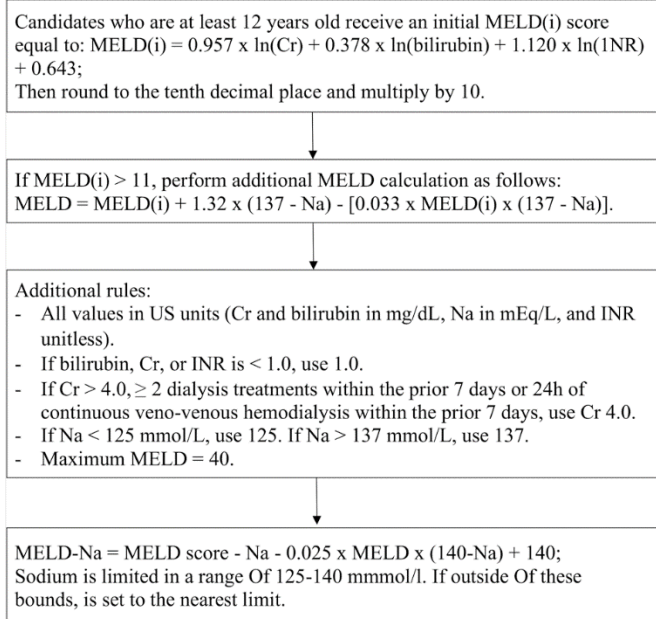 Candidates who are at least 12 years old receive an initial MELD(i) score
equal to: MELD(i) = 0.957 x ln(Cr) + 0.378 x ln(bilirubin) + 1.120 x ln(1NR)
+ 0.643;
Then round to the tenth decimal place and multiply by 10.
If MELD(i) > 11, perform additional MELD calculation as follows:
MELD = MELD(i) + 1.32 x (137 - Na) - [0.033 x MELD(i) x (137 - Na)].
Additional rules:
- All values in US units (Cr and bilirubin in mg/dL, Na in mEq/L, and INR
unitless).
- If bilirubin, Cr, or INR is < 1.0, use 1.0.
- If Cr > 4.0, ≥ 2 dialysis treatments within the prior 7 days or 24h of
continuous veno-venous hemodialysis within the prior 7 days, use Cr 4.0.
- If Na < 125 mmol/L, use 125. If Na > 137 mmol/L, use 137.
- Maximum MELD = 40.
MELD-Na = MELD score - Na - 0.025 x MELD x (140-Na) + 140;
Sodium is limited in a range Of 125-140 mmmol/l. If outside Of these
bounds, is set to the nearest limit.